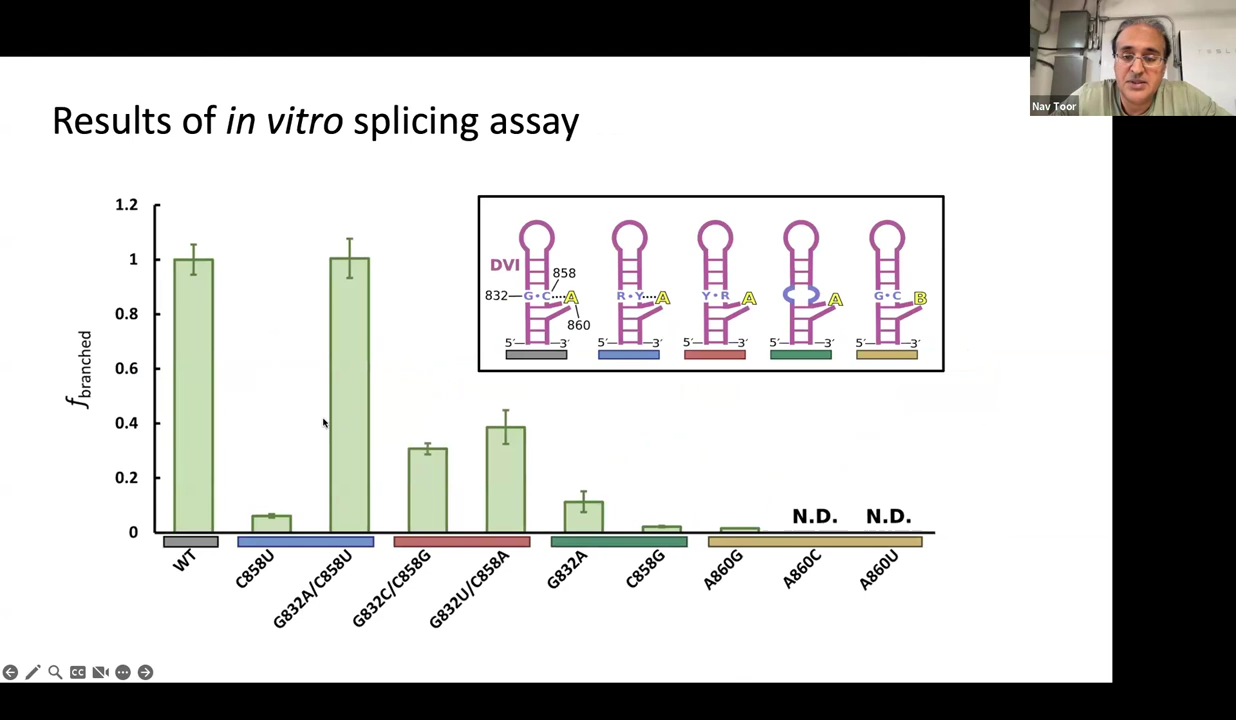 Nav Toor
TESL
Results of in vitro splicing assay
1.2
1
0.8
0.6
0.4
0.2
0
fbranched
DVI
858
832
G•C
A
860
5′ 3′
R•Y
A
5′ 3′
Y•R
A
5′ 3′
A
5′ 3′
G•C
B
5′ 3′
N.D.
N.D.
WT
C858U
G832A/C858U
G832C/C858G
G832U/C858A
G832A
C858G
A860G
A860C
A860U
CC